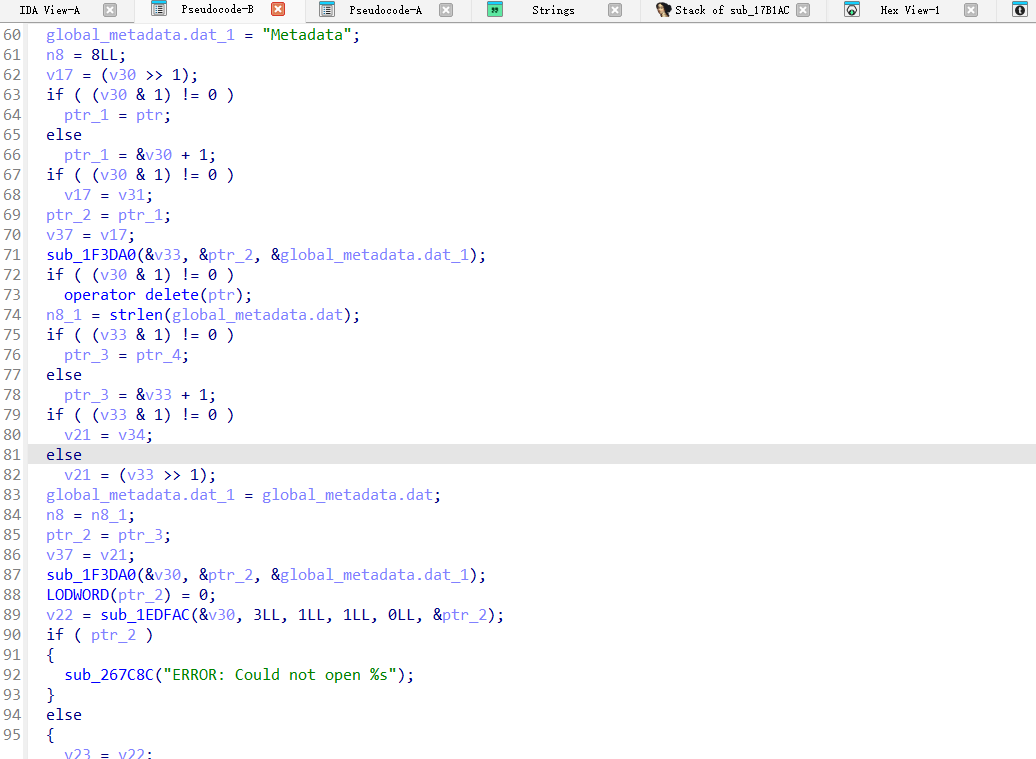 IDA View-A Pseudocode-B Pseudocode-A Strings Stack of sub_17B1AC Hex View-1
60 global_metadata.dat_1 = "Metadata";
61 n8 = 8LL;
62 v17 = (v30 >> 1);
63 if ( (v30 & 1) != 0 )
64 ptr_1 = ptr;
65 else
66 ptr_1 = &v30 + 1;
67 if ( (v30 & 1) != 0 )
68 v17 = v31;
69 ptr_2 = ptr_1;
70 v37 = v17;
71 sub_1F3DA0(&v33, &ptr_2, &global_metadata.dat_1);
72 if ( (v30 & 1) != 0 )
73 operator delete(ptr);
74 n8_1 = strlen(global_metadata.dat);
75 if ( (v33 & 1) != 0 )
76 ptr_3 = ptr_4;
77 else
78 ptr_3 = &v33 + 1;
79 if ( (v33 & 1) != 0 )
80 v21 = v34;
81 else
82 v21 = (v33 >> 1);
83 global_metadata.dat_1 = global_metadata.dat;
84 n8 = n8_1;
85 ptr_2 = ptr_3;
86 v37 = v21;
87 sub_1F3DA0(&v30, &ptr_2, &global_metadata.dat_1);
88 LODWORD(ptr_2) = 0;
89 v22 = sub_1EDFAC(&v30, 3LL, 1LL, 1LL, 0LL, &ptr_2);
90 if ( ptr_2 )
91 {
92 sub_267C8C("ERROR: Could not open %s");
93 }
94 else
95 {
v23 = v22;